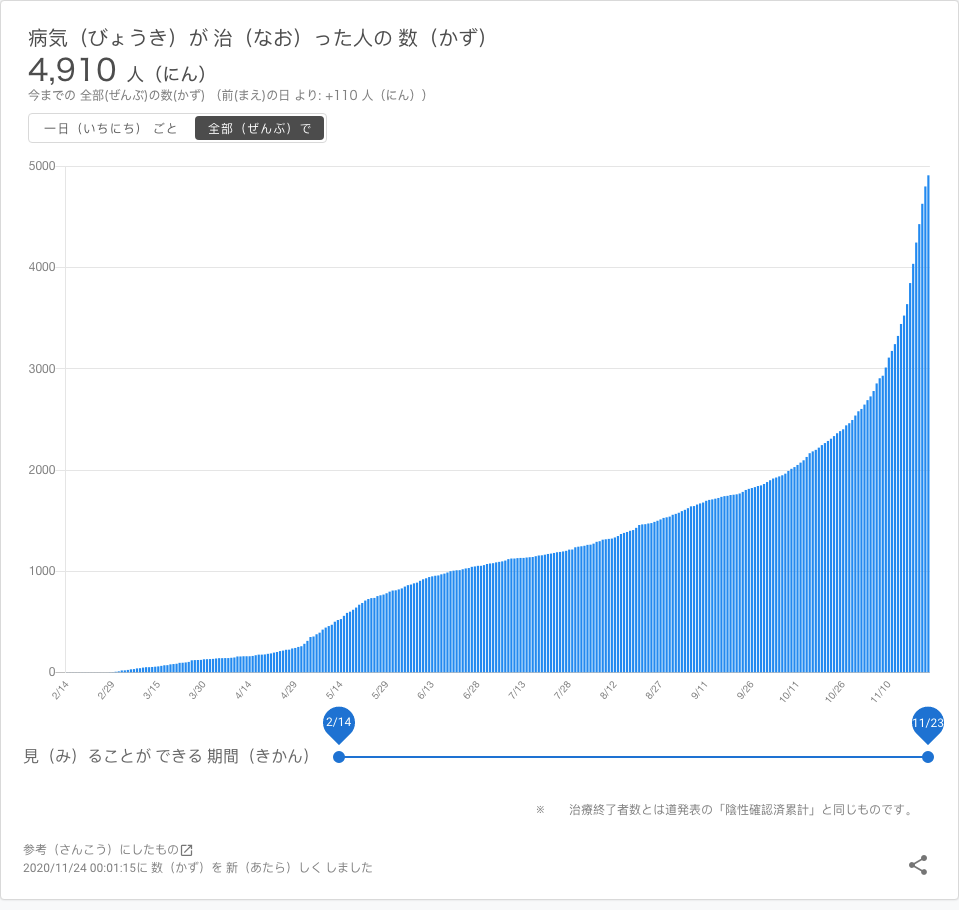 病気（びょうき）が 治（なお）った人の 数（かず）
4,910 人（にん）
今までの 全部(ぜんぶ)の数(かず) （前(まえ)の日 より: +110 人（にん））
一日（いちにち） ごと 全部（ぜんぶ）で
5000
4000
3000
2000
1000
0
2/14 2/29 3/15 3/30 4/14 4/29 5/14 5/29 6/13 6/28 7/13 7/28 8/12 8/27 9/11 9/26 10/11 10/26 11/10
2/14 11/23
見（み）ることが できる 期間（きかん）
※ 治療終了者数とは道発表の「陰性確認済累計」と同じものです。
参考（さんこう）にしたもの
2020/11/24 00:01:15に 数（かず）を 新（あたら）しく しました